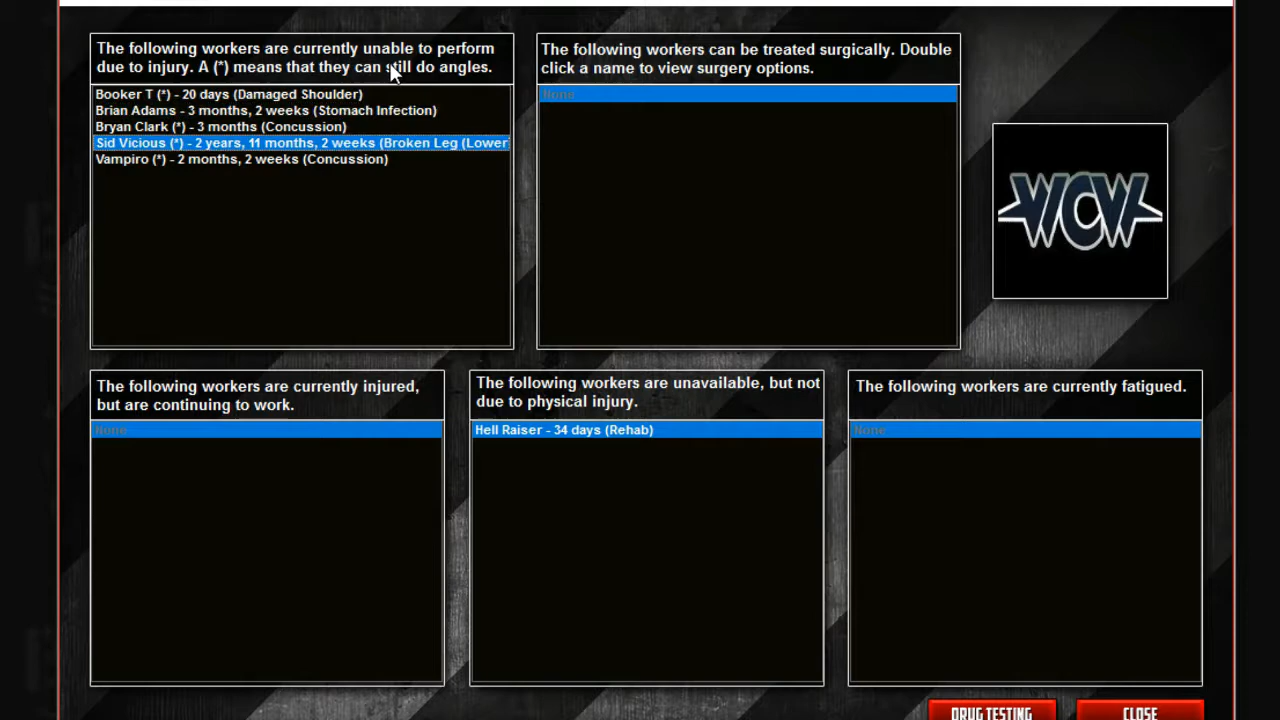 The following workers are currently unable to perform
due to injury. A (*) means that they can still do angles.
Booker T (*) - 20 days (Damaged Shoulder)
Brian Adams - 3 months, 2 weeks (Stomach Infection)
Bryan Clark (*) - 3 months (Concussion)
Sid Vicious (*) - 2 years, 11 months, 2 weeks (Broken Leg (Lower
Vampiro (*) - 2 months, 2 weeks (Concussion)
The following workers can be treated surgically. Double
click a name to view surgery options.
None
WCW
The following workers are currently injured,
but are continuing to work.
None
The following workers are unavailable, but not
due to physical injury.
Hell Raiser - 34 days (Rehab)
The following workers are currently fatigued.
None
DRUG TESTING
CLOSE